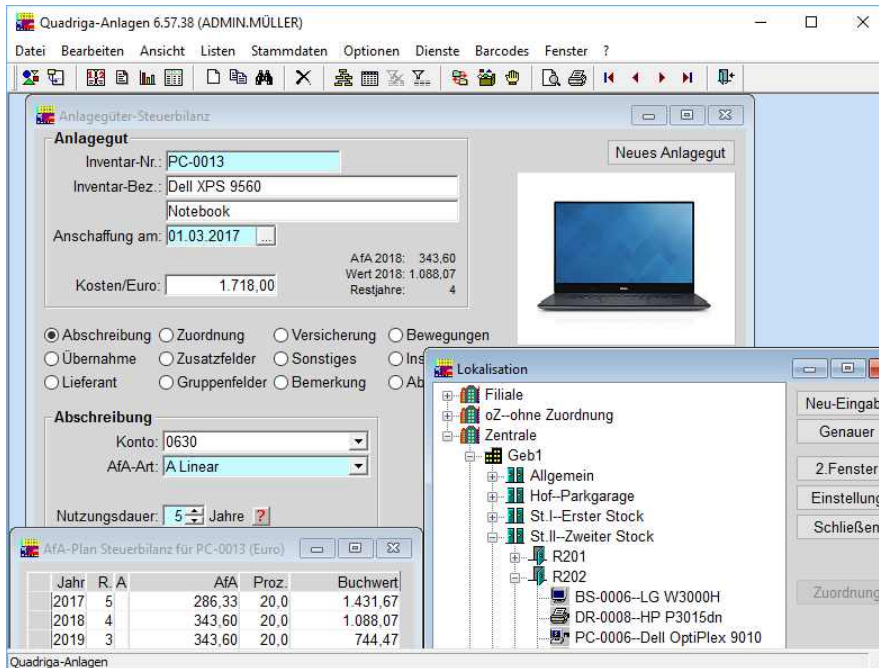 Quadriga-Anlagen 6.57.38 (ADMIN.MÜLLER)
Datei Bearbeiten Ansicht Listen Stammdaten Optionen Dienste Barcodes Fenster ?
Anlagegüter-Steuerbilanz
Anlagegut
Neues Anlagegut
Inventar-Nr.: PC-0013
Inventar-Bez.: Dell XPS 9560
Notebook
Anschaffung am: 01.03.2017 ...
AfA 2018: 343,60
Wert 2018: 1.088,07
Kosten/Euro: 1.718,00
Restjahre: 4
Abschreibung Zuordnung Versicherung Bewegungen
Übernahme Zusatzfelder Sonstiges Ins
Lieferant Gruppenfelder Bemerkung Ab
Abschreibung
Konto: 0630
AfA-Art: A Linear
Nutzungsdauer: 5 Jahre ?
AfA-Plan Steuerbilanz für PC-0013 (Euro)
Jahr R. A AfA Proz. Buchwert
2017 5 286,33 20,0 1.431,67
2018 4 343,60 20,0 1.088,07
2019 3 343,60 20,0 744,47
Lokalisation
Filiale
oZ--ohne Zuordnung
Zentrale
Geb1
Allgemein
Hof--Parkgarage
St.I--Erster Stock
St.II--Zweiter Stock
R201
R202
BS-0006--LG W3000H
DR-0008--HP P3015dn
PC-0006--Dell OptiPlex 9010
Neu-Eingab
Genauer
2.Fenster
Einstellung
Schließen
Zuordnung
Quadriga-Anlagen